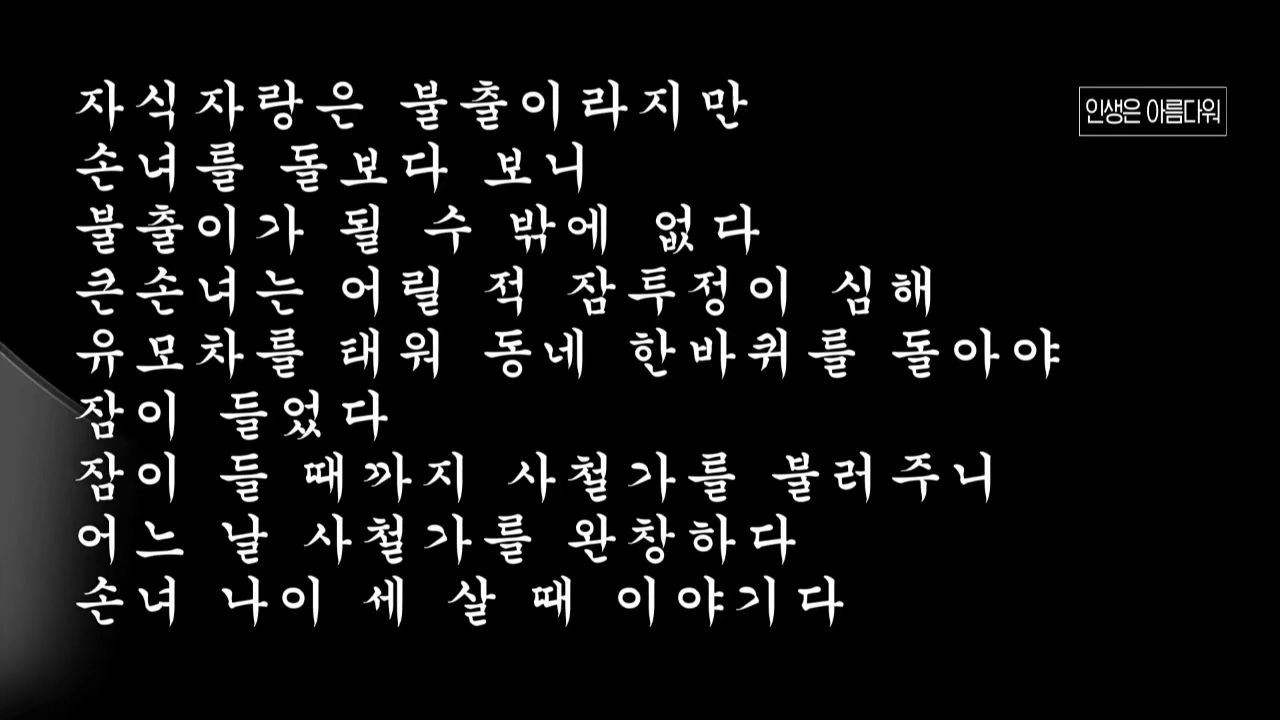 자식자랑은 불출이라지만
인생은 아름다워
손녀를 돌보다 보니
불출이가 될 수 밖에 없다
큰손녀는 어릴 적 잠투정이 심해
유모차를 태워 동네 한바퀴를 돌아야
잠이 들었다
잠이 들 때까지 사철가를 불러주니
어느 날 사철가를 완창하다
손녀 나이 세 살 때 이야기다